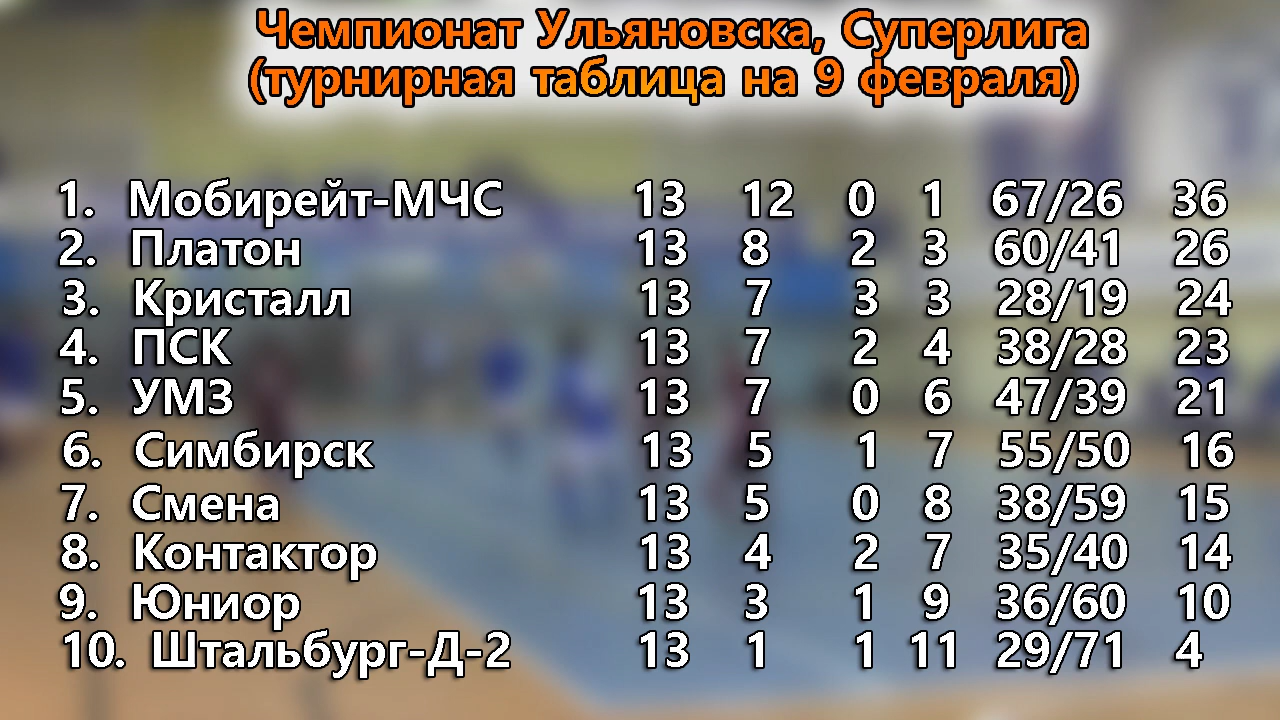 Чемпионат Ульяновска, Суперлига
(турнирная таблица на 9 февраля)
1. Мобирейт-МЧС 13 12 0 1 67/26 36
2. Платон 13 8 2 3 60/41 26
3. Кристалл 13 7 3 3 28/19 24
4. ПСК 13 7 2 4 38/28 23
5. УМЗ 13 7 0 6 47/39 21
6. Симбирск 13 5 1 7 55/50 16
7. Смена 13 5 0 8 38/59 15
8. Контактор 13 4 2 7 35/40 14
9. Юниор 13 3 1 9 36/60 10
10. Штальбург-Д-2 13 1 1 11 29/71 4